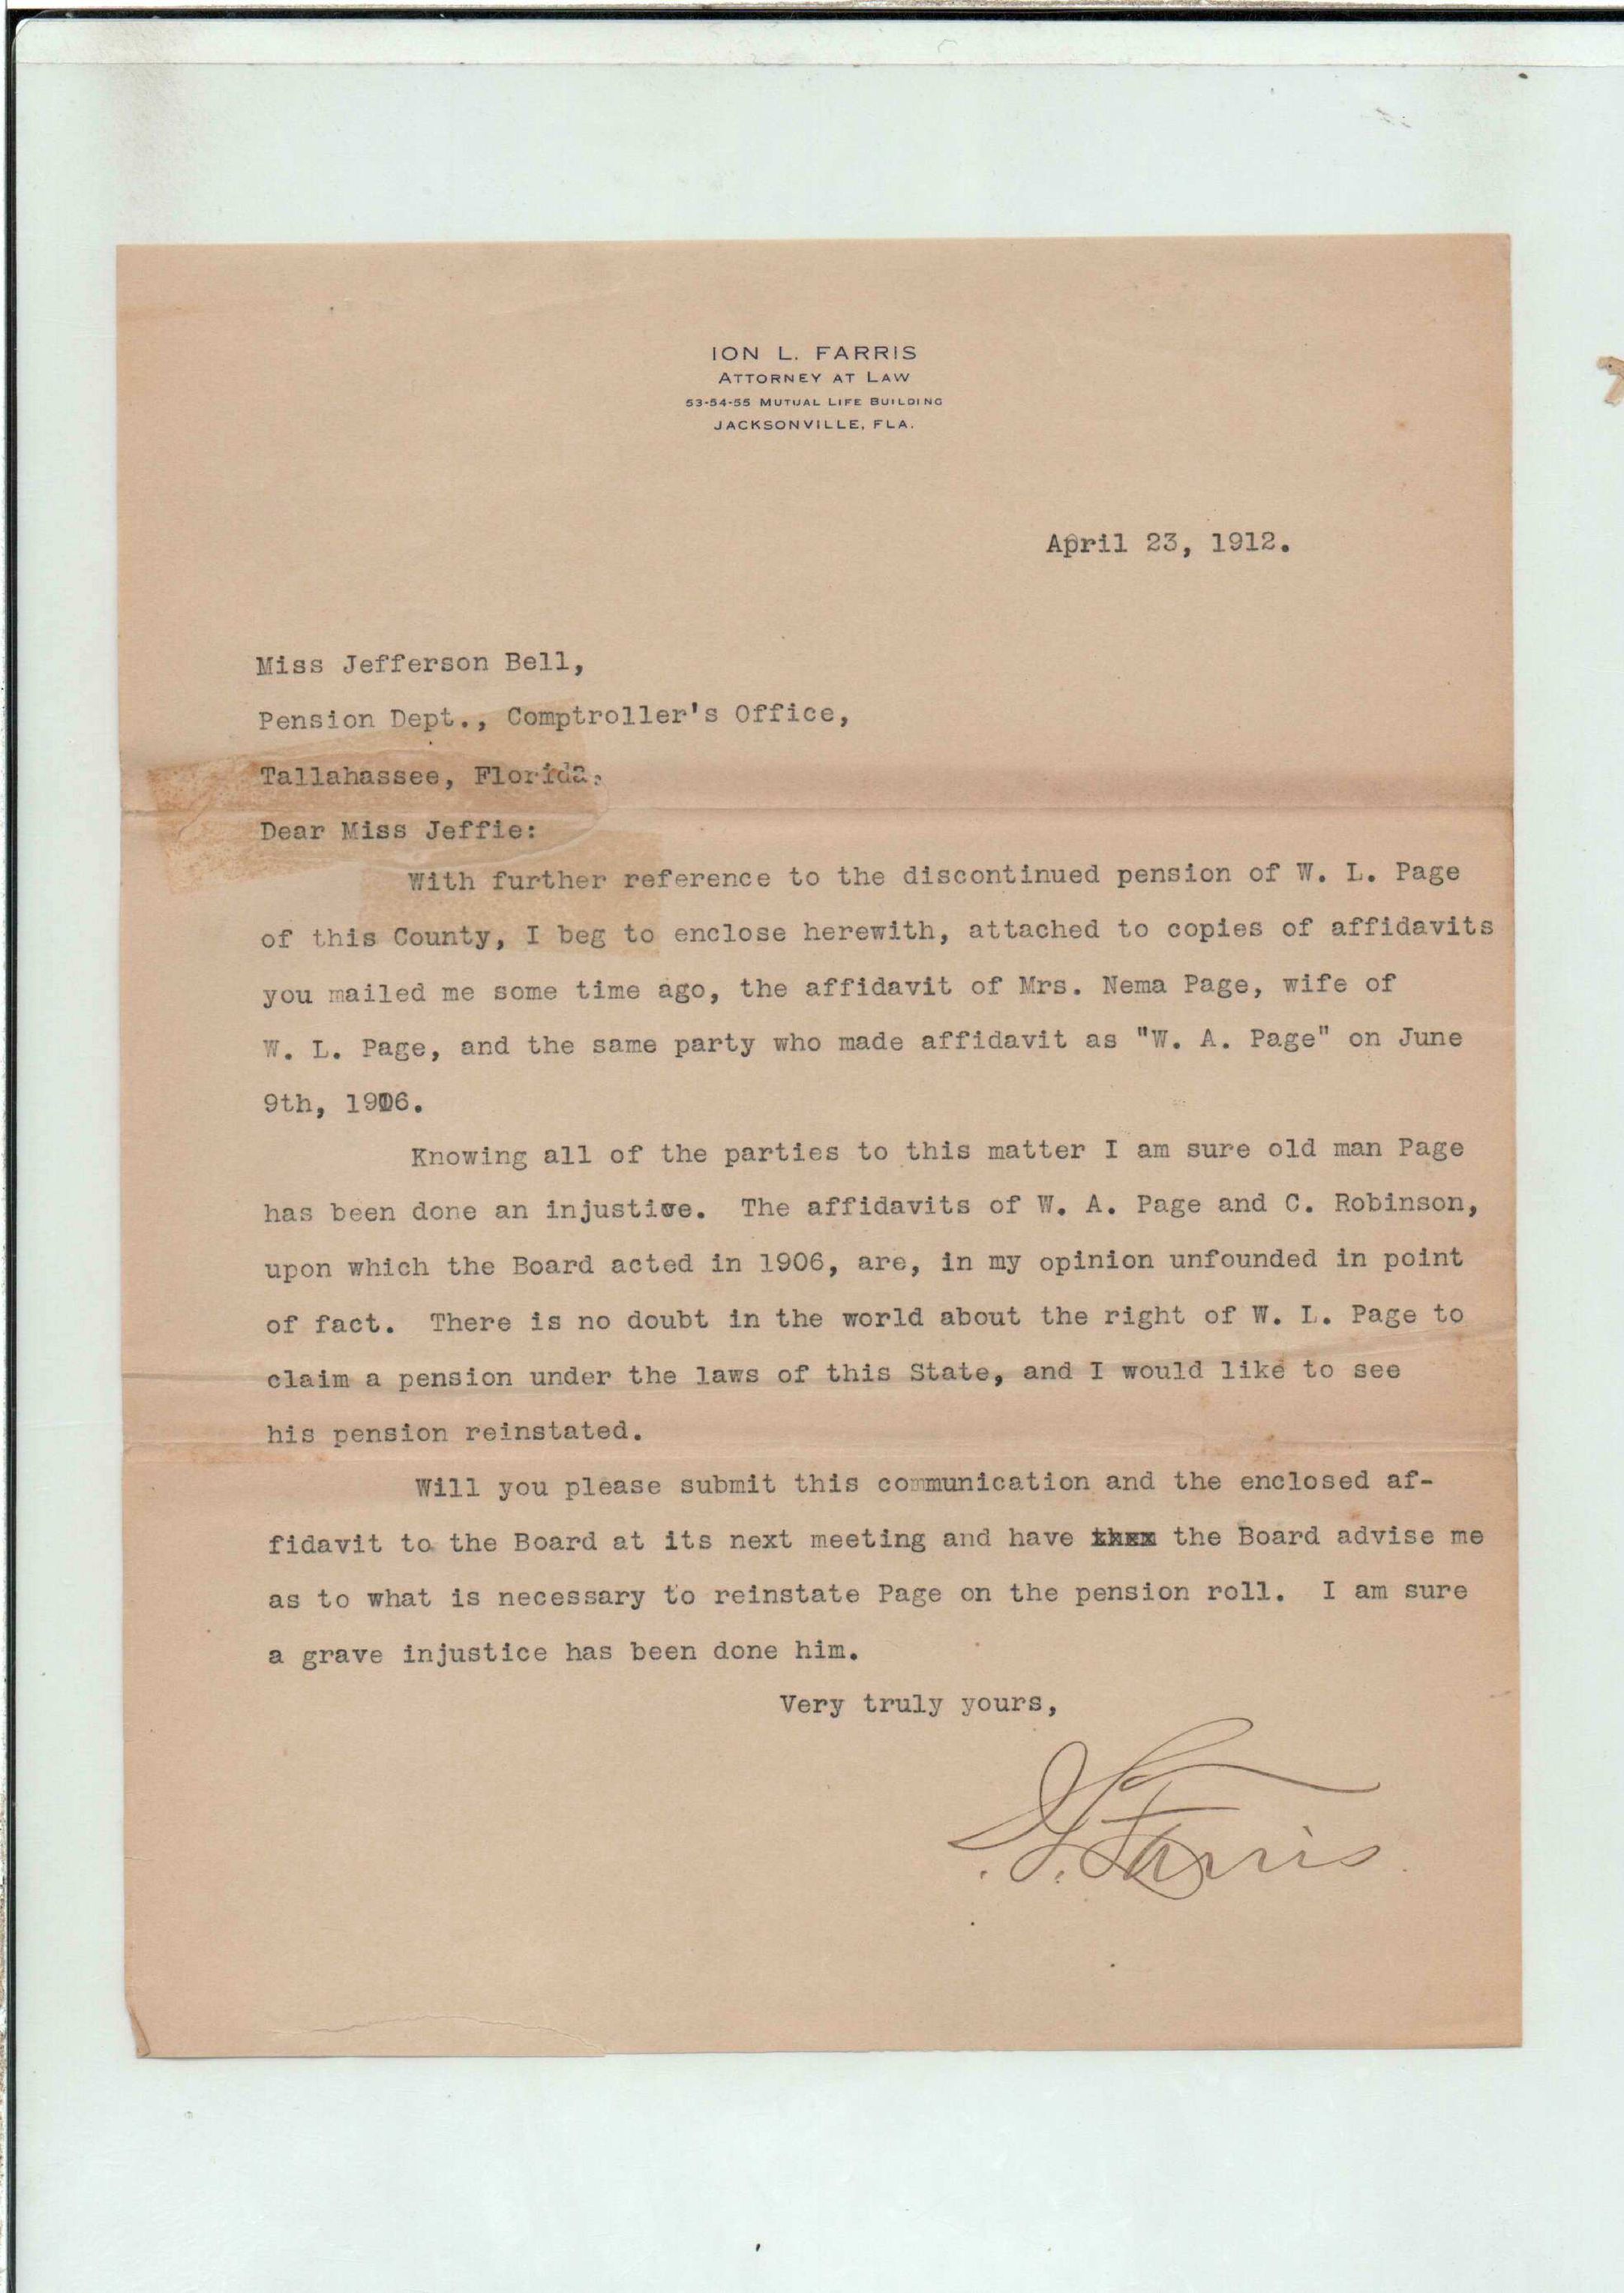 ION L. FARRIS
ATTORNEY AT LAW
53-54-55 MUTUAL LIFE BUILDING
JACKSONVILLE, FLA.
April 23, 1912.
Miss Jefferson Bell,
Pension Dept., Comptroller's Office,
Tallahassee, Florida.
Dear Miss Jeffie:
With further reference to the discontinued pension of W. L. Page
of this County, I beg to enclose herewith, attached to copies of affidavits
you mailed me some time ago, the affidavit of Mrs. Nema Page, wife of
W. L. Page, and the same party who made affidavit as "W. A. Page" on June
9th, 1906.
Knowing all of the parties to this matter I am sure old man Page
has been done an injustice. The affidavits of W. A. Page and C. Robinson,
upon which the Board acted in 1906, are, in my opinion unfounded in point
of fact. There is no doubt in the world about the right of W. L. Page to
claim a pension under the laws of this State, and I would like to see
his pension reinstated.
Will you please submit this communication and the enclosed af-
fidavit to the Board at its next meeting and have the Board advise me
as to what is necessary to reinstate Page on the pension roll. I am sure
a grave injustice has been done him.
Very truly yours,
I. L. Farris